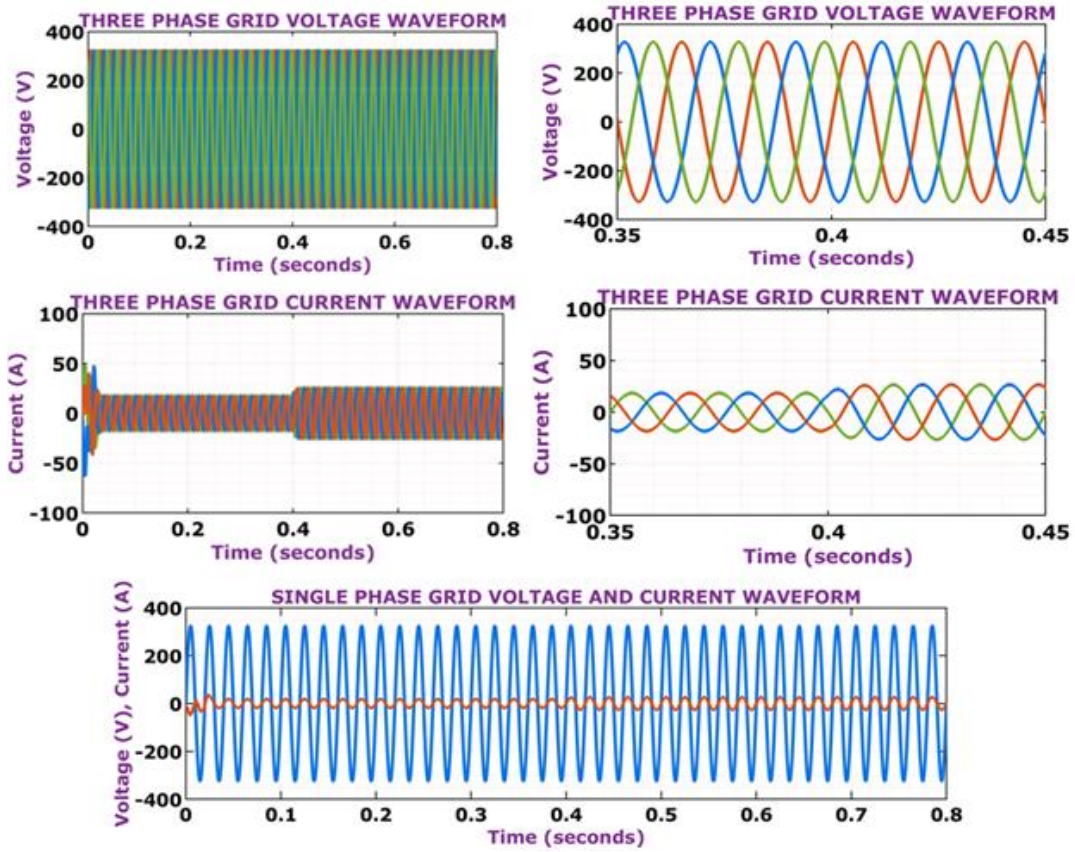 THREE PHASE GRID VOLTAGE WAVEFORM
400
200
0
-200
-400
Voltage (V)
0 0.2 0.4 0.6 0.8
Time (seconds)
THREE PHASE GRID VOLTAGE WAVEFORM
400
200
0
-200
-400
Voltage (V)
0.35 0.4 0.45
Time (seconds)
THREE PHASE GRID CURRENT WAVEFORM
100
50
0
-50
-100
Current (A)
0 0.2 0.4 0.6 0.8
Time (seconds)
THREE PHASE GRID CURRENT WAVEFORM
100
50
0
-50
-100
Current (A)
0.35 0.4 0.45
Time (seconds)
SINGLE PHASE GRID VOLTAGE AND CURRENT WAVEFORM
400
200
0
-200
-400
Voltage (V), Current (A)
0 0.1 0.2 0.3 0.4 0.5 0.6 0.7 0.8
Time (seconds)